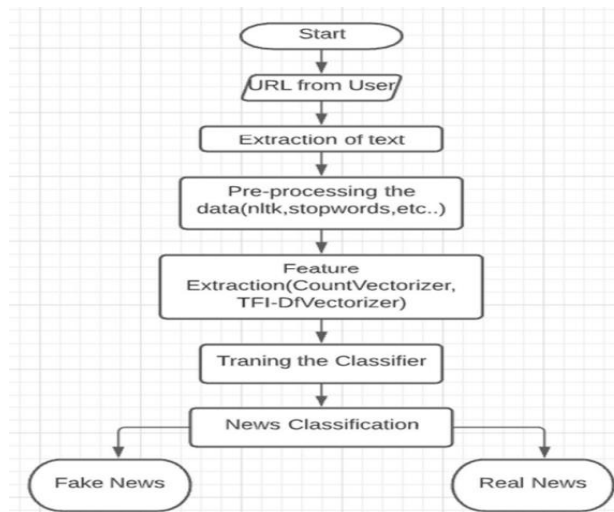 Start
URL from User
Extraction of text
Pre-processing the
data(nltk,stopwords,etc..)
Feature
Extraction(CountVectorizer,
TFI-DfVectorizer)
Traning the Classifier
News Classification
Fake News
Real News